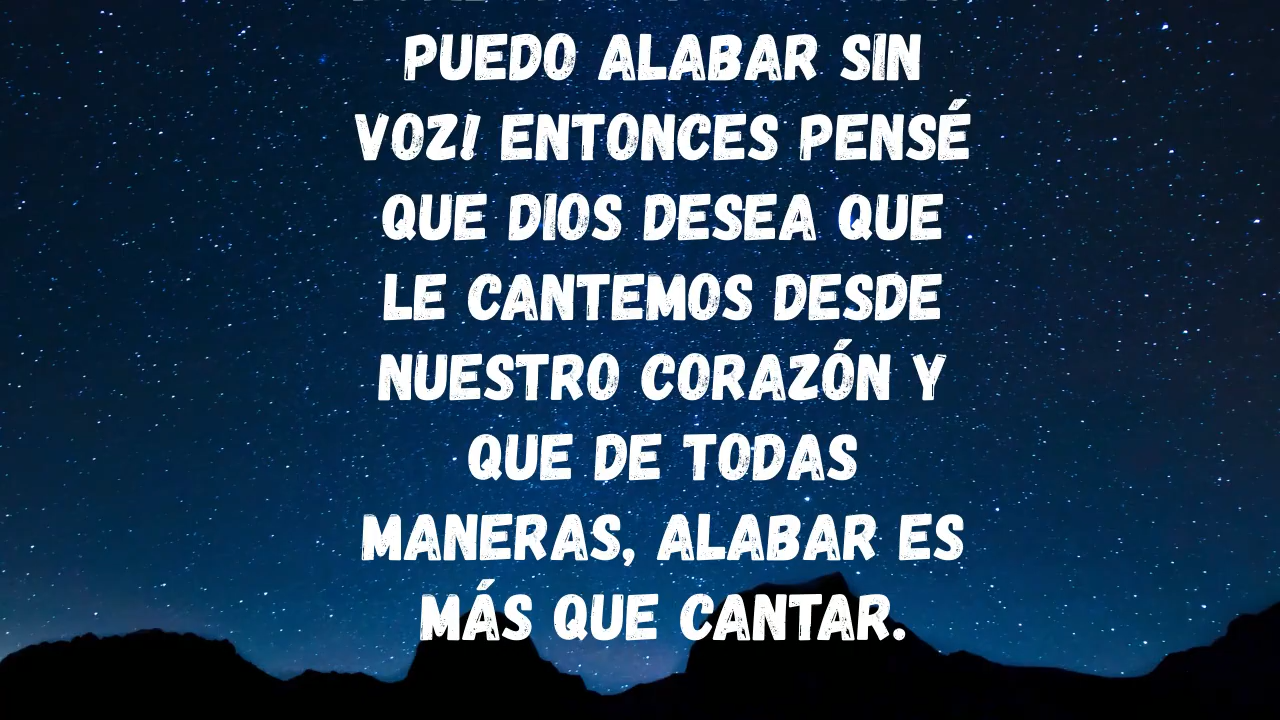 PUEDO ALABAR SIN
VOZ! ENTONCES PENSÉ
QUE DIOS DESEA QUE
LE CANTEMOS DESDE
NUESTRO CORAZÓN Y
QUE DE TODAS
MANERAS, ALABAR ES
MÁS QUE CANTAR.